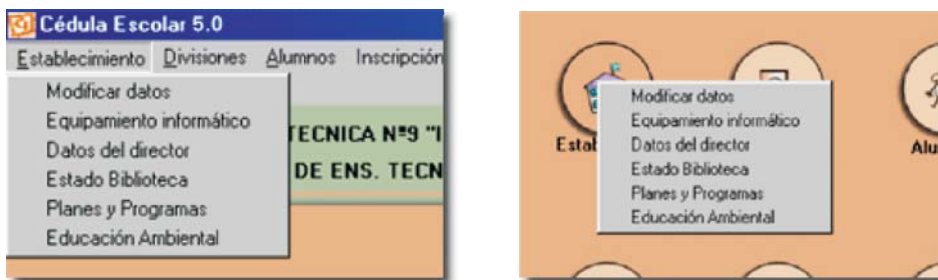 Cédula Escolar 5.0
Establecimiento Divisiones Alumnos Inscripción
Modificar datos
Equipamiento informático
Datos del director
Estado Biblioteca
Planes y Programas
Educación Ambiental
TECNICA Nº9 "I
DE ENS. TECN
Modificar datos
Equipamiento informático
Datos del director
Estado Biblioteca
Planes y Programas
Educación Ambiental
Estab
Alu